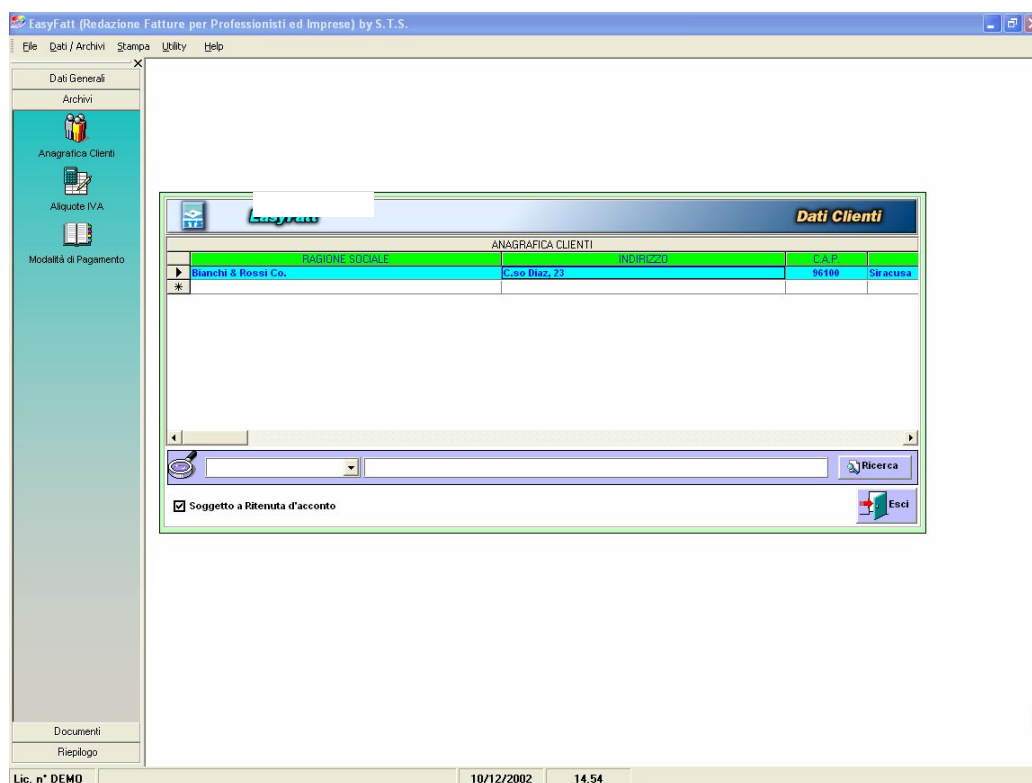 EasyFatt (Redazione Fatture per Professionisti ed Imprese) by S.T.S.
File Dati / Archivi Stampa Utility Help
Dati Generali
Archivi
Anagrafica Clienti
Aliquote IVA
Modalità di Pagamento
EasyFatt Dati Clienti
ANAGRAFICA CLIENTI
RAGIONE SOCIALE INDIRIZZO C.A.P.
Bianchi & Rossi Co. C.so Diaz, 23 96100 Siracusa
Ricerca
Soggetto a Ritenuta d'acconto
Esci
Documenti
Riepilogo
Lic. n° DEMO 10/12/2002 14.54